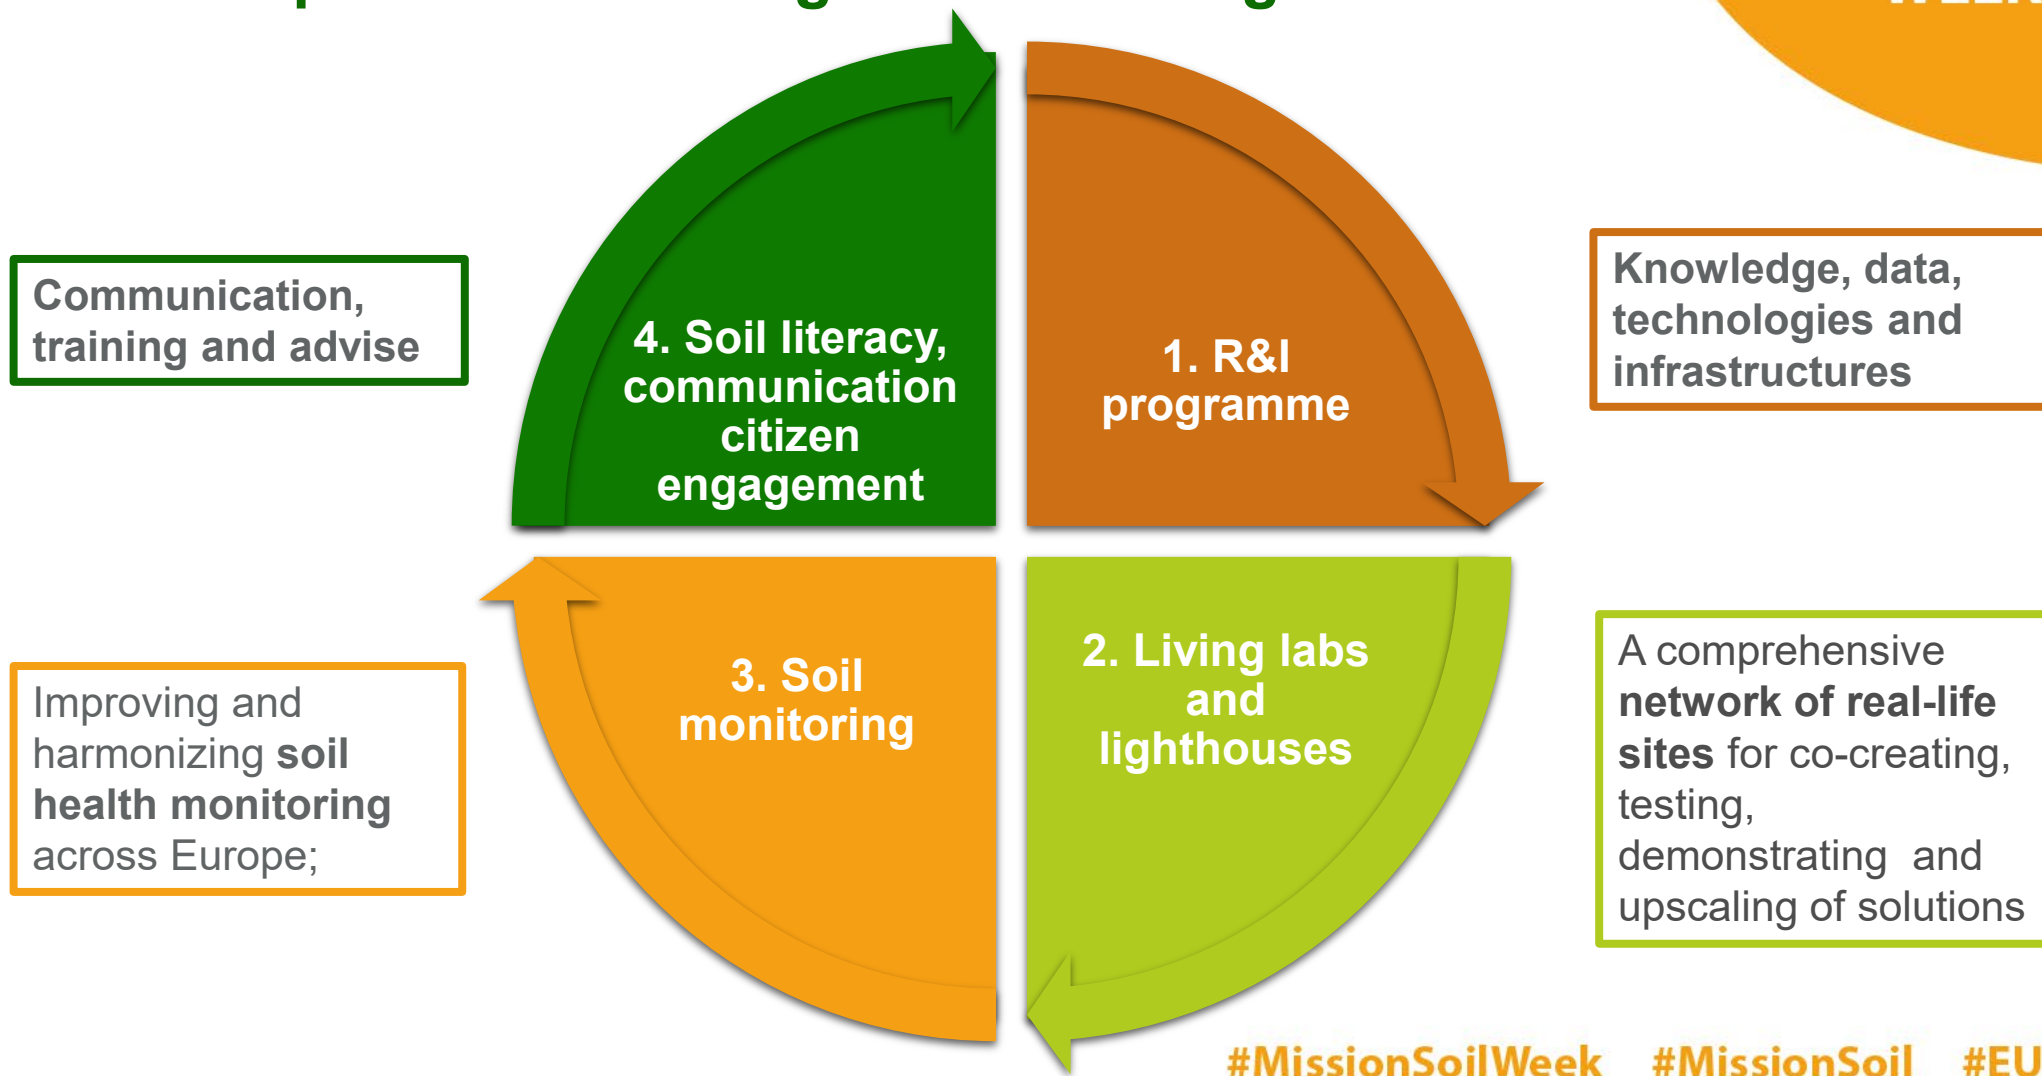 Communication,
training and advise
4. Soil literacy,
communication
citizen
engagement
1. R&I
programme
Knowledge, data,
technologies and
infrastructures
Improving and
harmonizing soil
health monitoring
across Europe;
3. Soil
monitoring
2. Living labs
and
lighthouses
A comprehensive
network of real-life
sites for co-creating,
testing,
demonstrating and
upscaling of solutions
#MissionSoilWeek #MissionSoil #EU